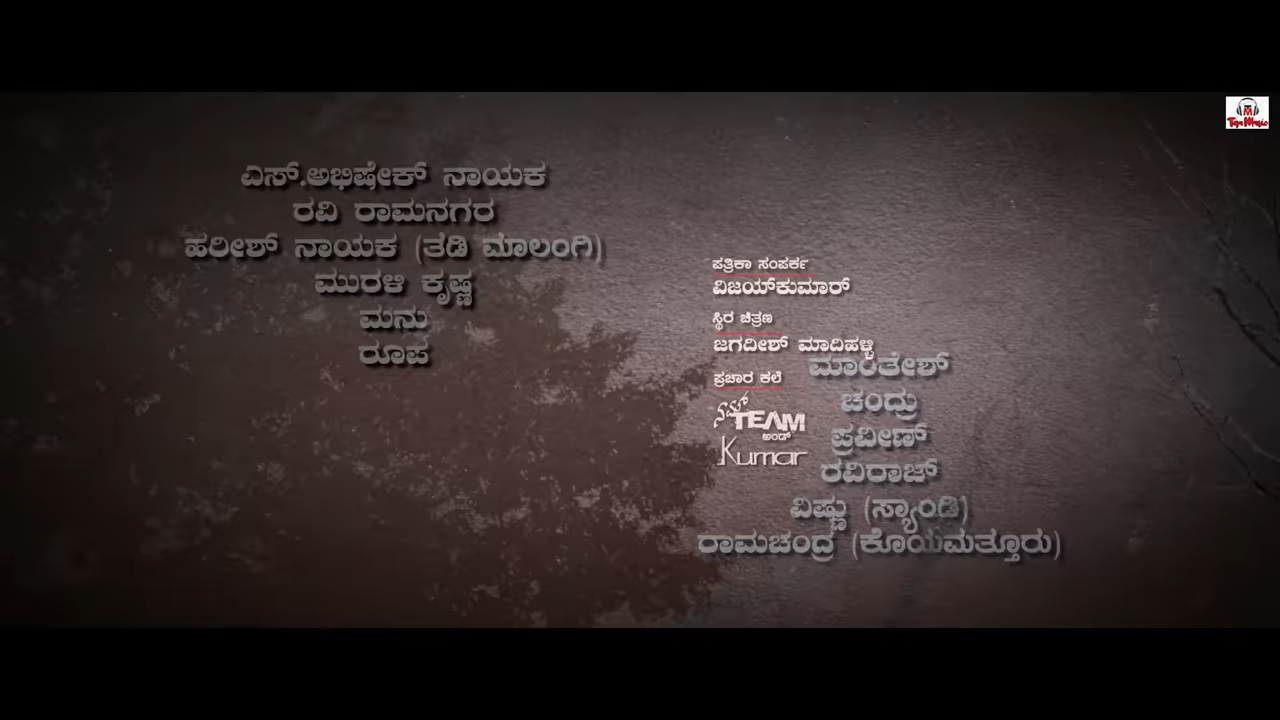 ಎಸ್.ಅಭಿಷೇಕ್ ನಾಯಕ
ರವಿ ರಾಮನಗರ
ಹರೀಶ್ ನಾಯಕ (ತಡಿ ಮಾಲಂಗಿ)
ಮುರಳಿ ಕೃಷ್ಣ
ಮನು
ರೂಪ
ಪತ್ರಿಕಾ ಸಂಪರ್ಕ
ವಿಜಯ್‌ಕುಮಾರ್
ಸ್ಥಿರ ಚಿತ್ರಣ
ಜಗದೀಶ್ ಮಾದಿಹಳ್ಳಿ
ಪ್ರಚಾರ ಕಲೆ
TEAM
ಅಂಡ್
Kumar
ಮಾಂತೇಶ್
ಚಂದ್ರು
ಪ್ರವೀಣ್
ರವಿರಾಜ್
ವಿಷ್ಣು (ಸ್ಯಾಂಡಿ)
ರಾಮಚಂದ್ರ (ಕೊಯಮತ್ತೂರು)